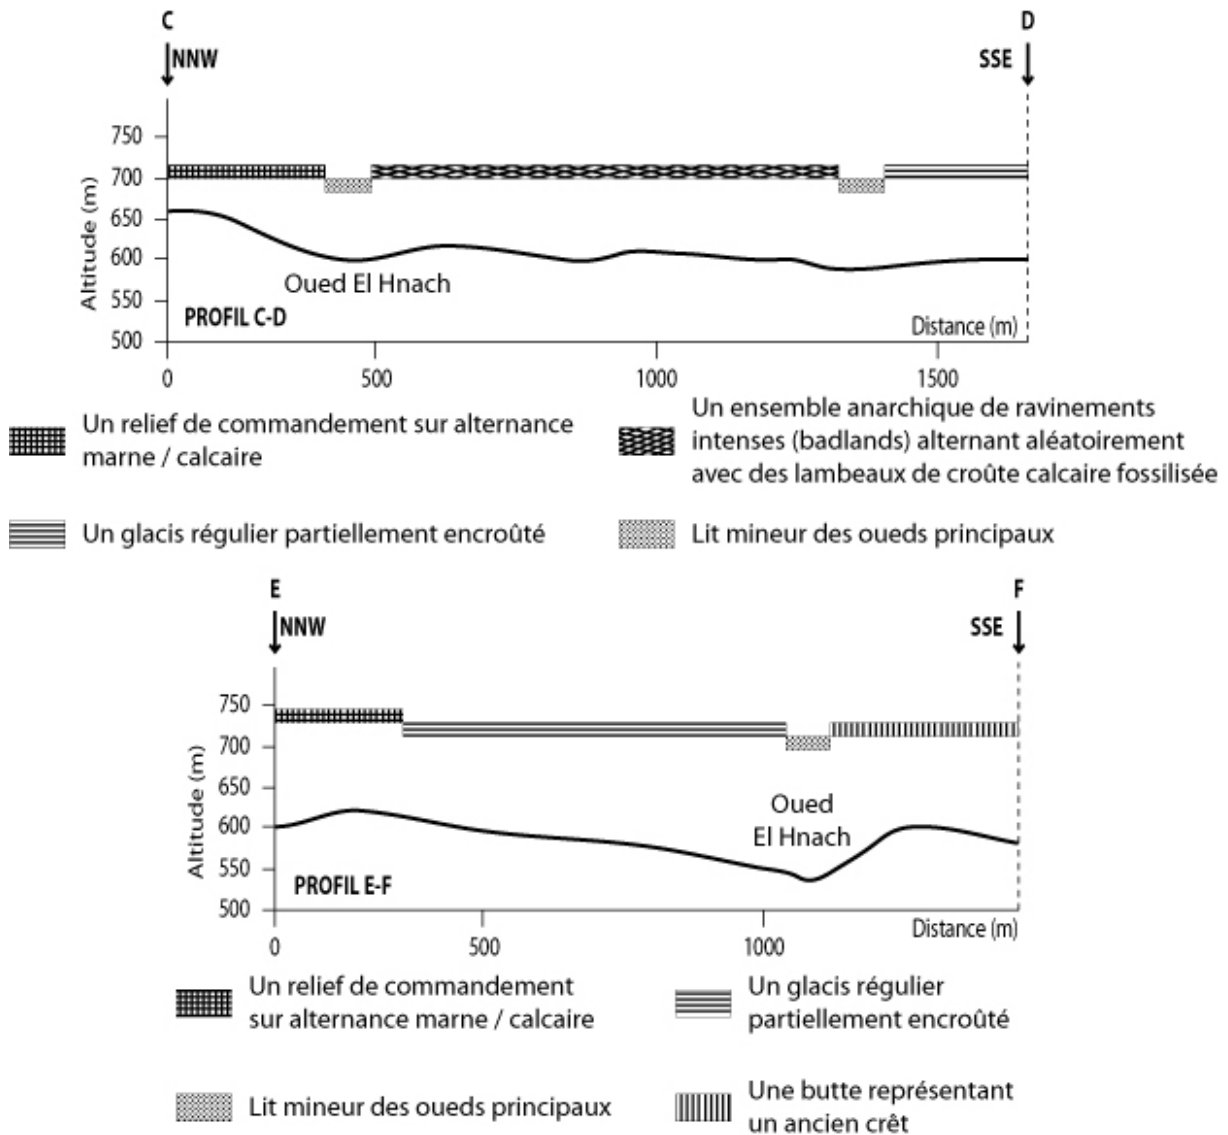 C
D
NNW
SSE
750
700
650
600
550
500
Altitude (m)
Oued El Hnach
PROFIL C-D
Distance (m)
0
500
1000
1500
Un relief de commandement sur alternance
marne / calcaire
Un ensemble anarchique de ravinements
intenses (badlands) alternant aléatoirement
avec des lambeaux de croûte calcaire fossilisée
Un glacis régulier partiellement encroûté
Lit mineur des oueds principaux
E
F
NNW
SSE
750
700
650
600
550
500
Altitude (m)
Oued
El Hnach
PROFIL E-F
Distance (m)
0
500
1000
Un relief de commandement
sur alternance marne / calcaire
Un glacis régulier
partiellement encroûté
Lit mineur des oueds principaux
Une butte représentant
un ancien crêt